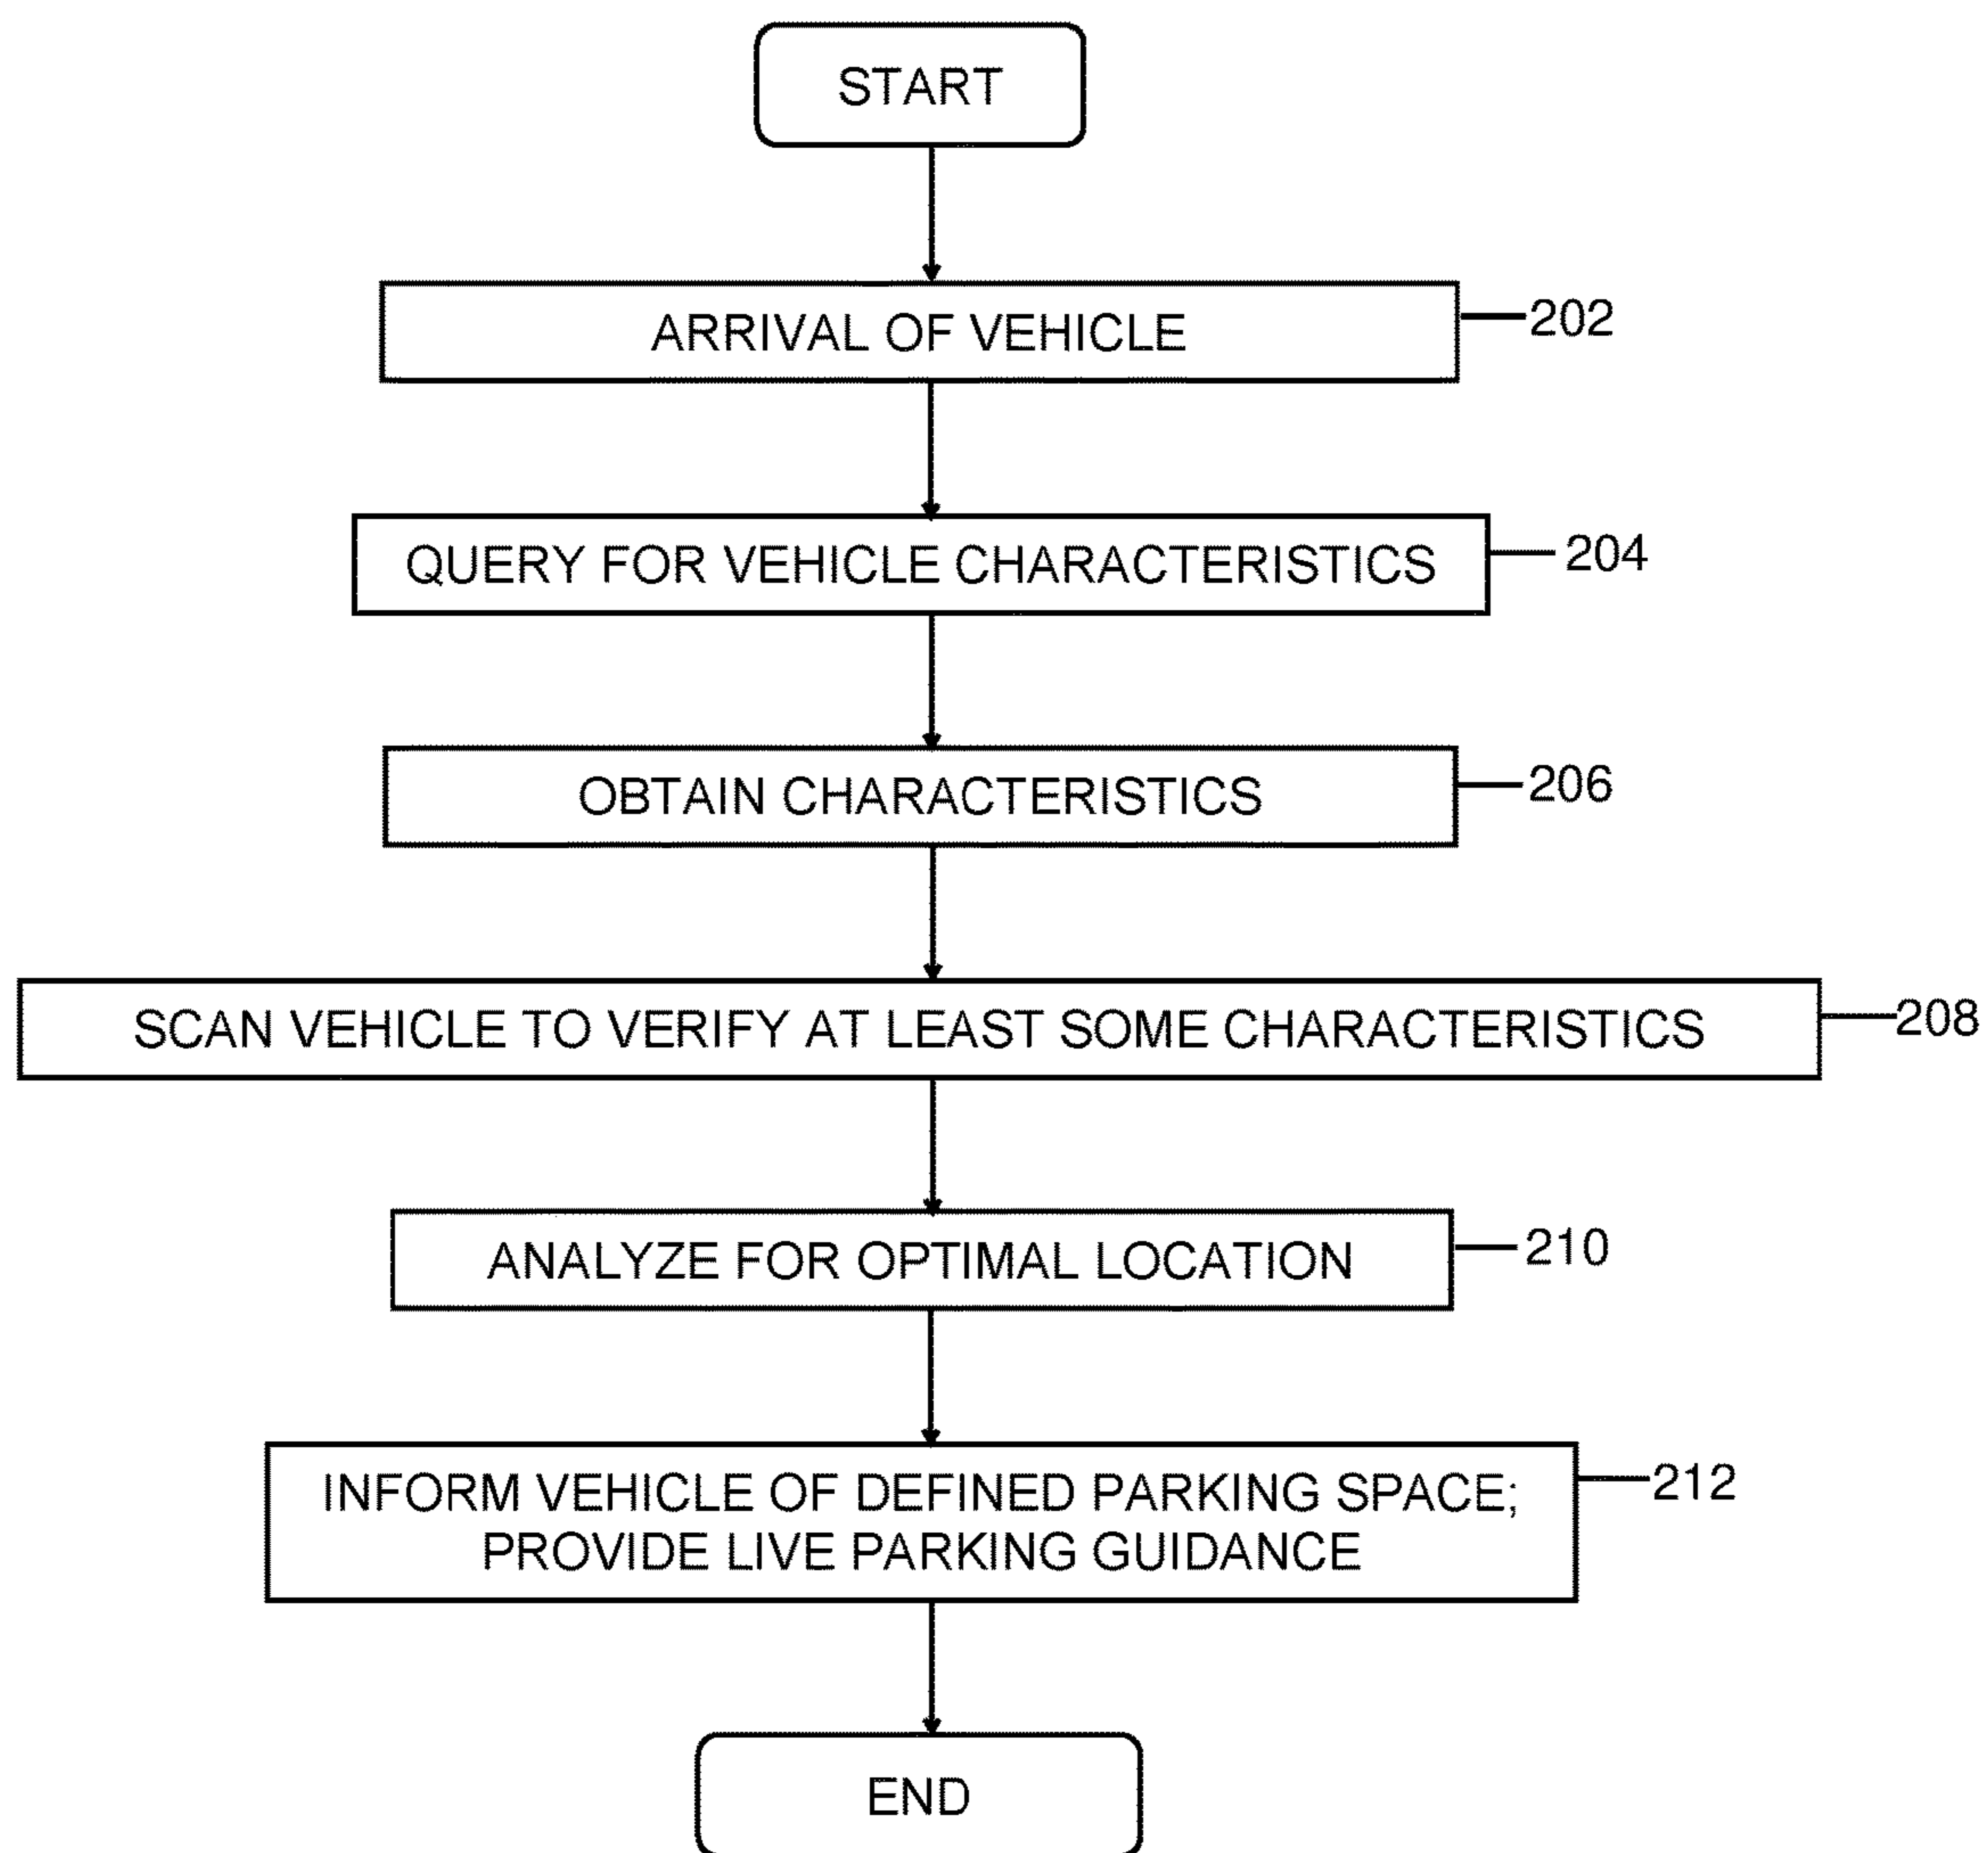 START
ARRIVAL OF VEHICLE
202
QUERY FOR VEHICLE CHARACTERISTICS
204
OBTAIN CHARACTERISTICS
206
SCAN VEHICLE TO VERIFY AT LEAST SOME CHARACTERISTICS
208
ANALYZE FOR OPTIMAL LOCATION
210
INFORM VEHICLE OF DEFINED PARKING SPACE;
PROVIDE LIVE PARKING GUIDANCE
212
END